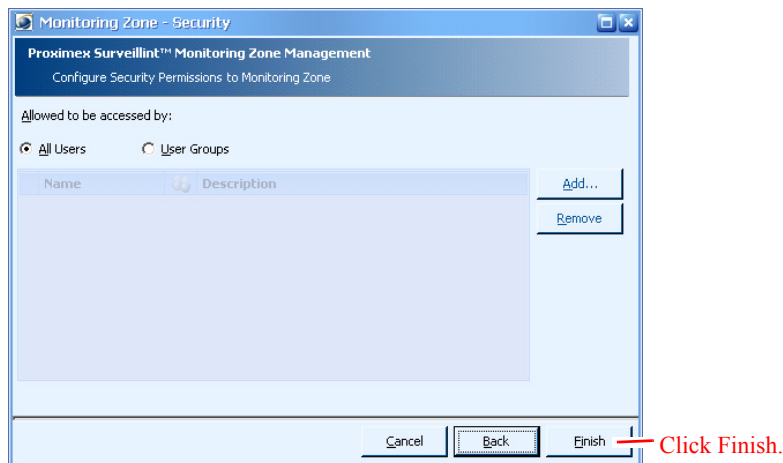 Monitoring Zone - Security
Proximex Surveillint™ Monitoring Zone Management
Configure Security Permissions to Monitoring Zone
Allowed to be accessed by:
All Users User Groups
Name Description Add...
Remove
Cancel Back Finish Click Finish.